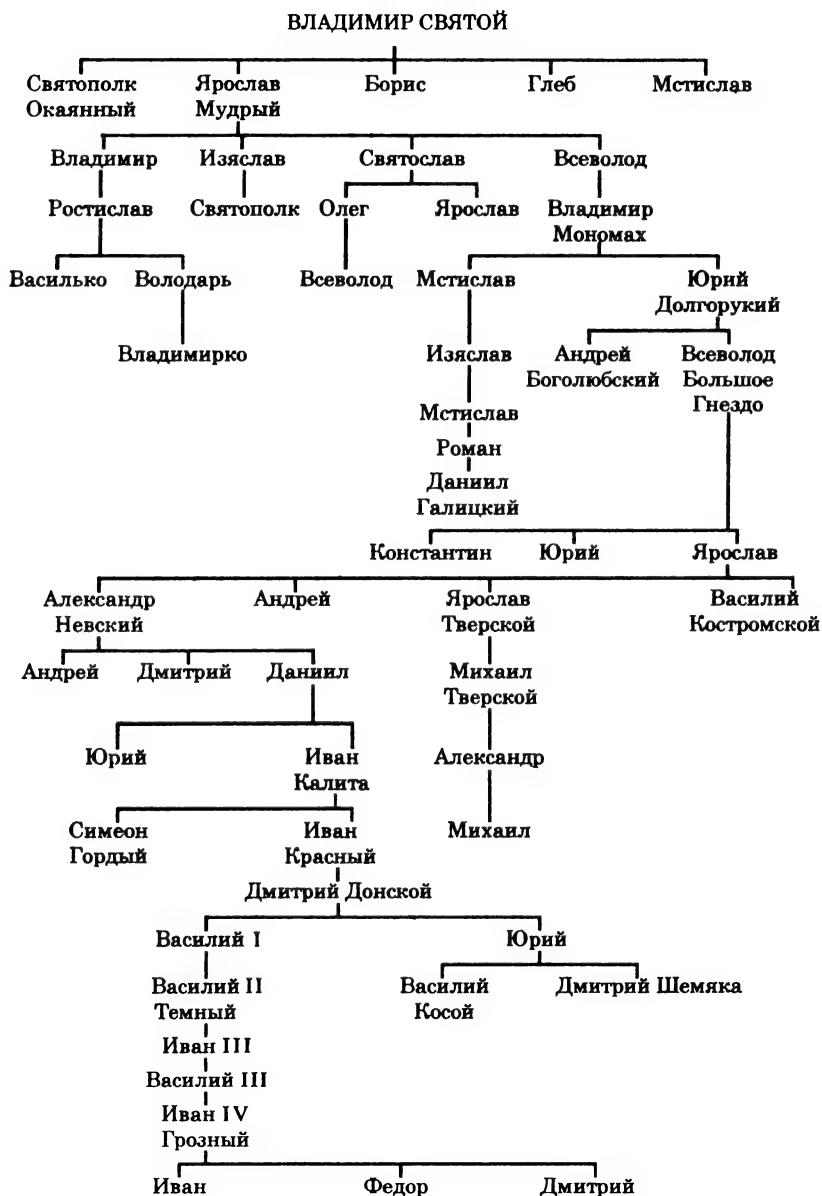 ВЛАДИМИР СВЯТОЙ
Святополк Ярослав Борис Глеб Мстислав
Окаянный Мудрый
Владимир Изяслав Святослав Всеволод
Ростислав Святополк Олег Ярослав Владимир
Мономах
Василько Володарь Всеволод Мстислав Юрий
Долгорукий
Владимирко Изяслав Андрей Всеволод
Боголюбский Большое
Гнездо
Мстислав
Роман
Даниил
Галицкий
Константин Юрий Ярослав
Александр Андрей Ярослав Василий
Невский Тверской Костромской
Андрей Дмитрий Даниил Михаил
Тверской
Юрий Иван Александр
Калита
Симеон Иван Михаил
Гордый Красный
Дмитрий Донской
Василий I Юрий
Василий II Василий Дмитрий Шемяка
Темный Косой
Иван III
Василий III
Иван IV
Грозный
Иван Федор Дмитрий